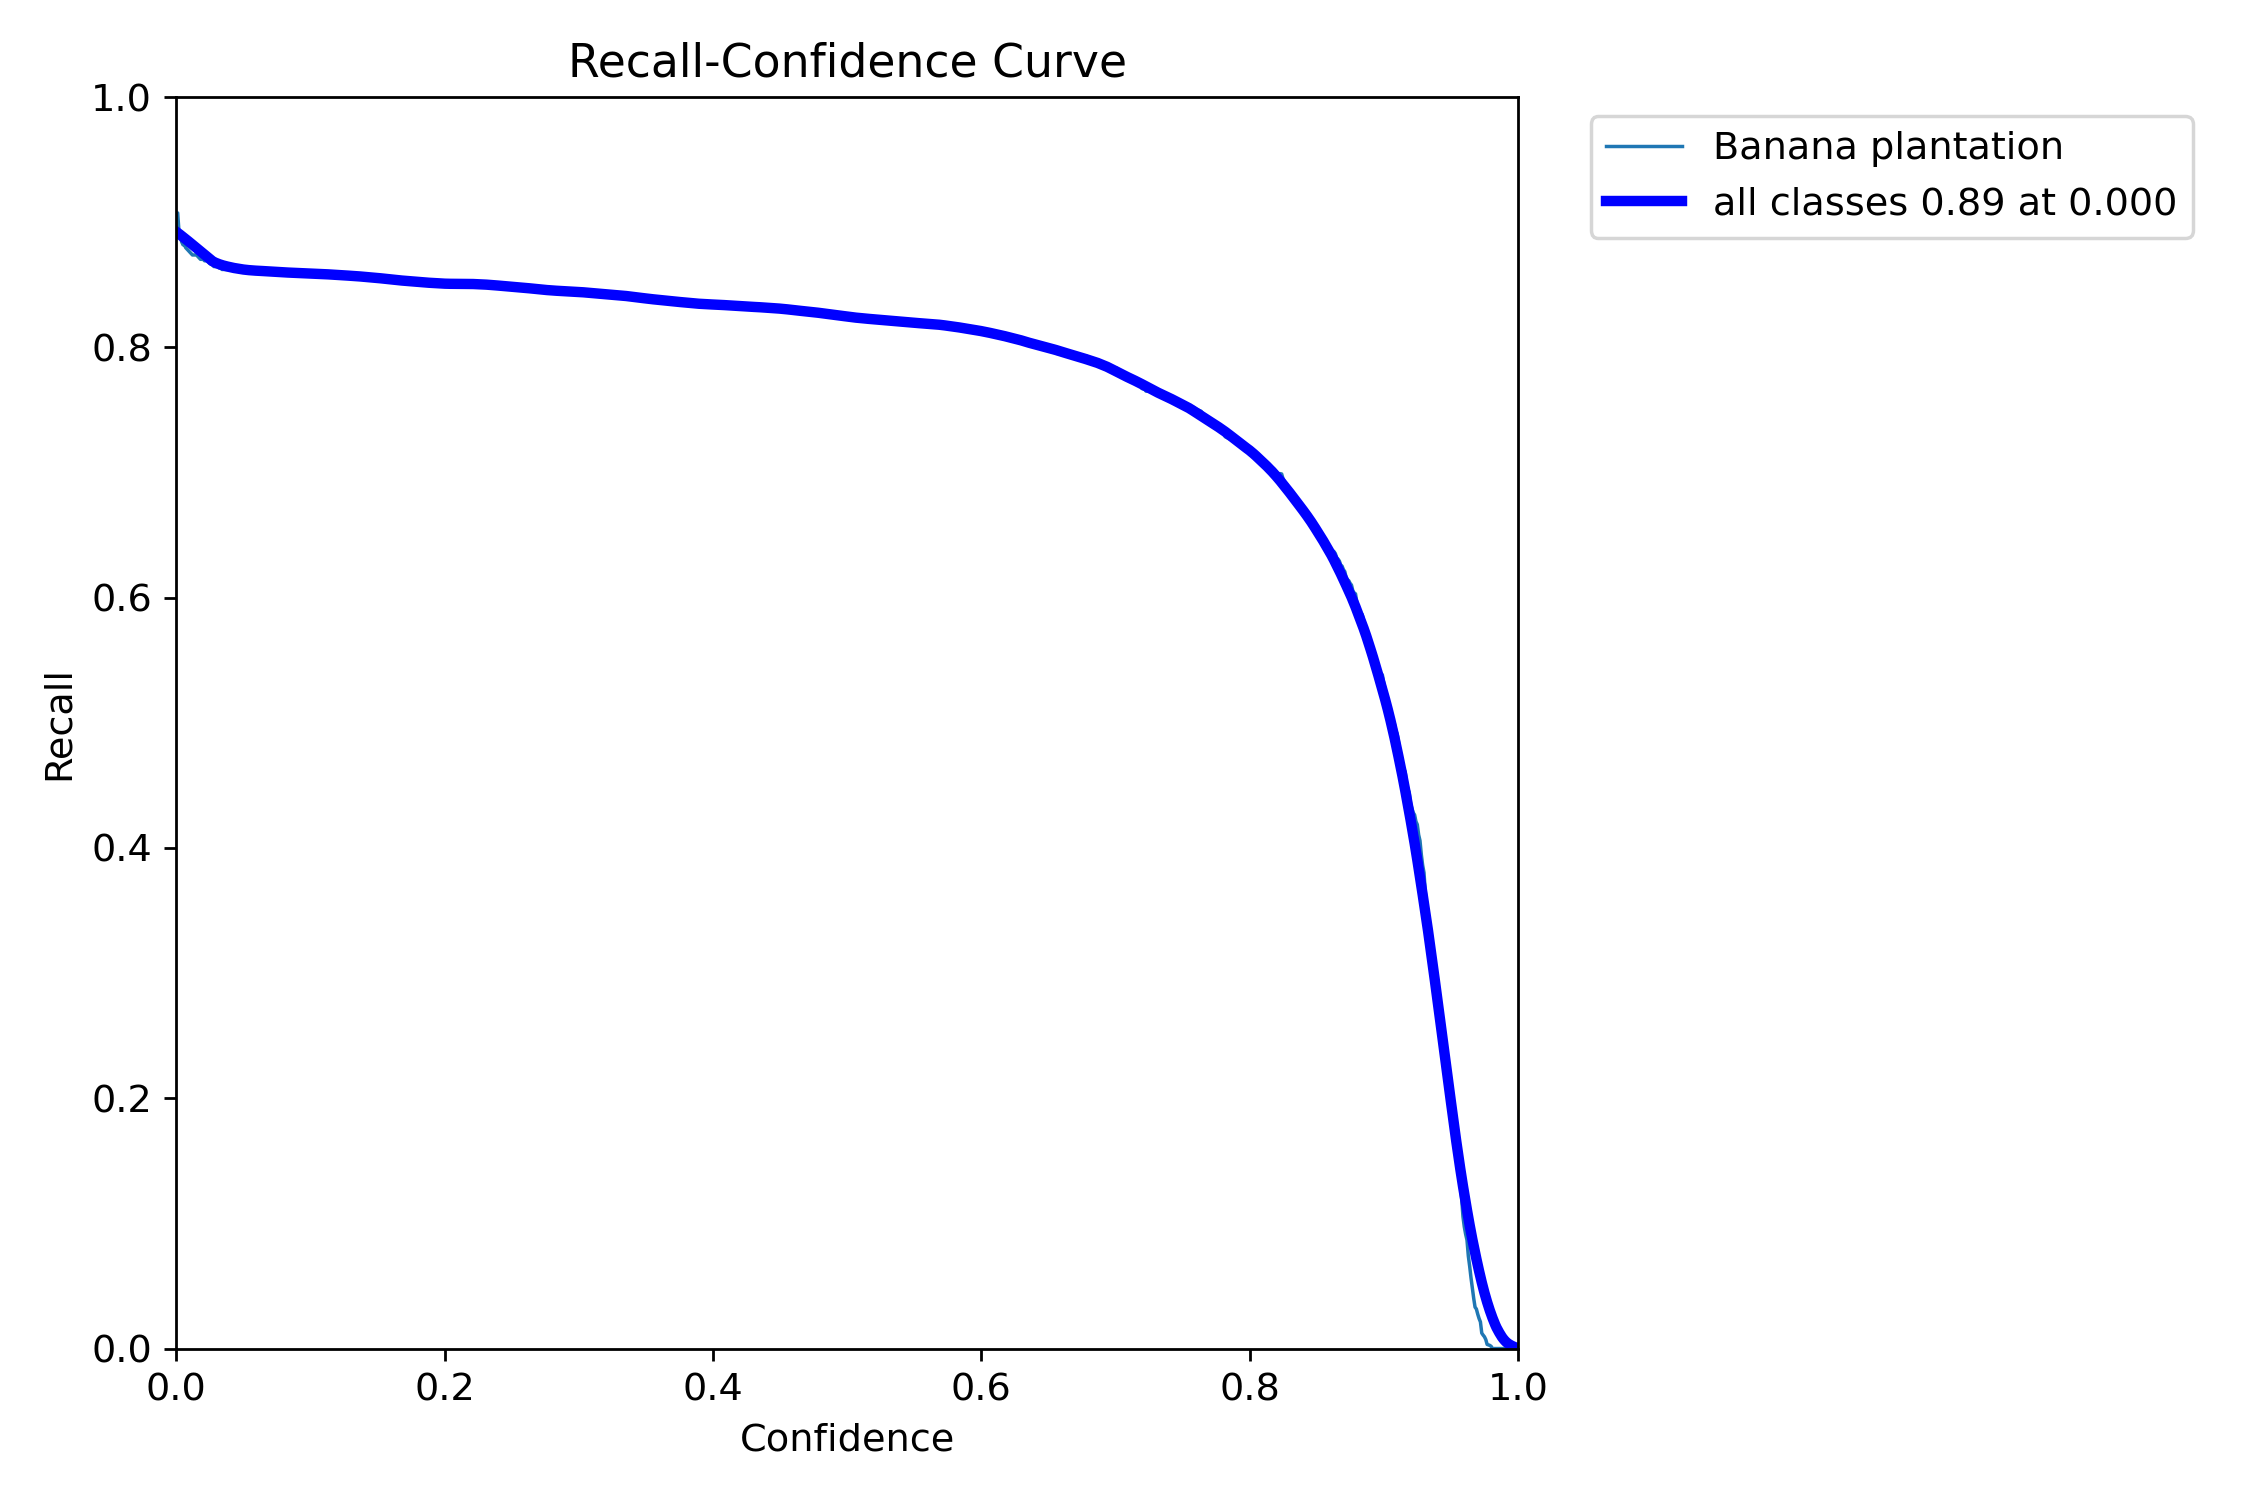 Recall-Confidence Curve
1.0
0.8
0.6
0.4
0.2
0.0
Recall
0.0 0.2 0.4 0.6 0.8 1.0
Confidence
Banana plantation
all classes 0.89 at 0.000